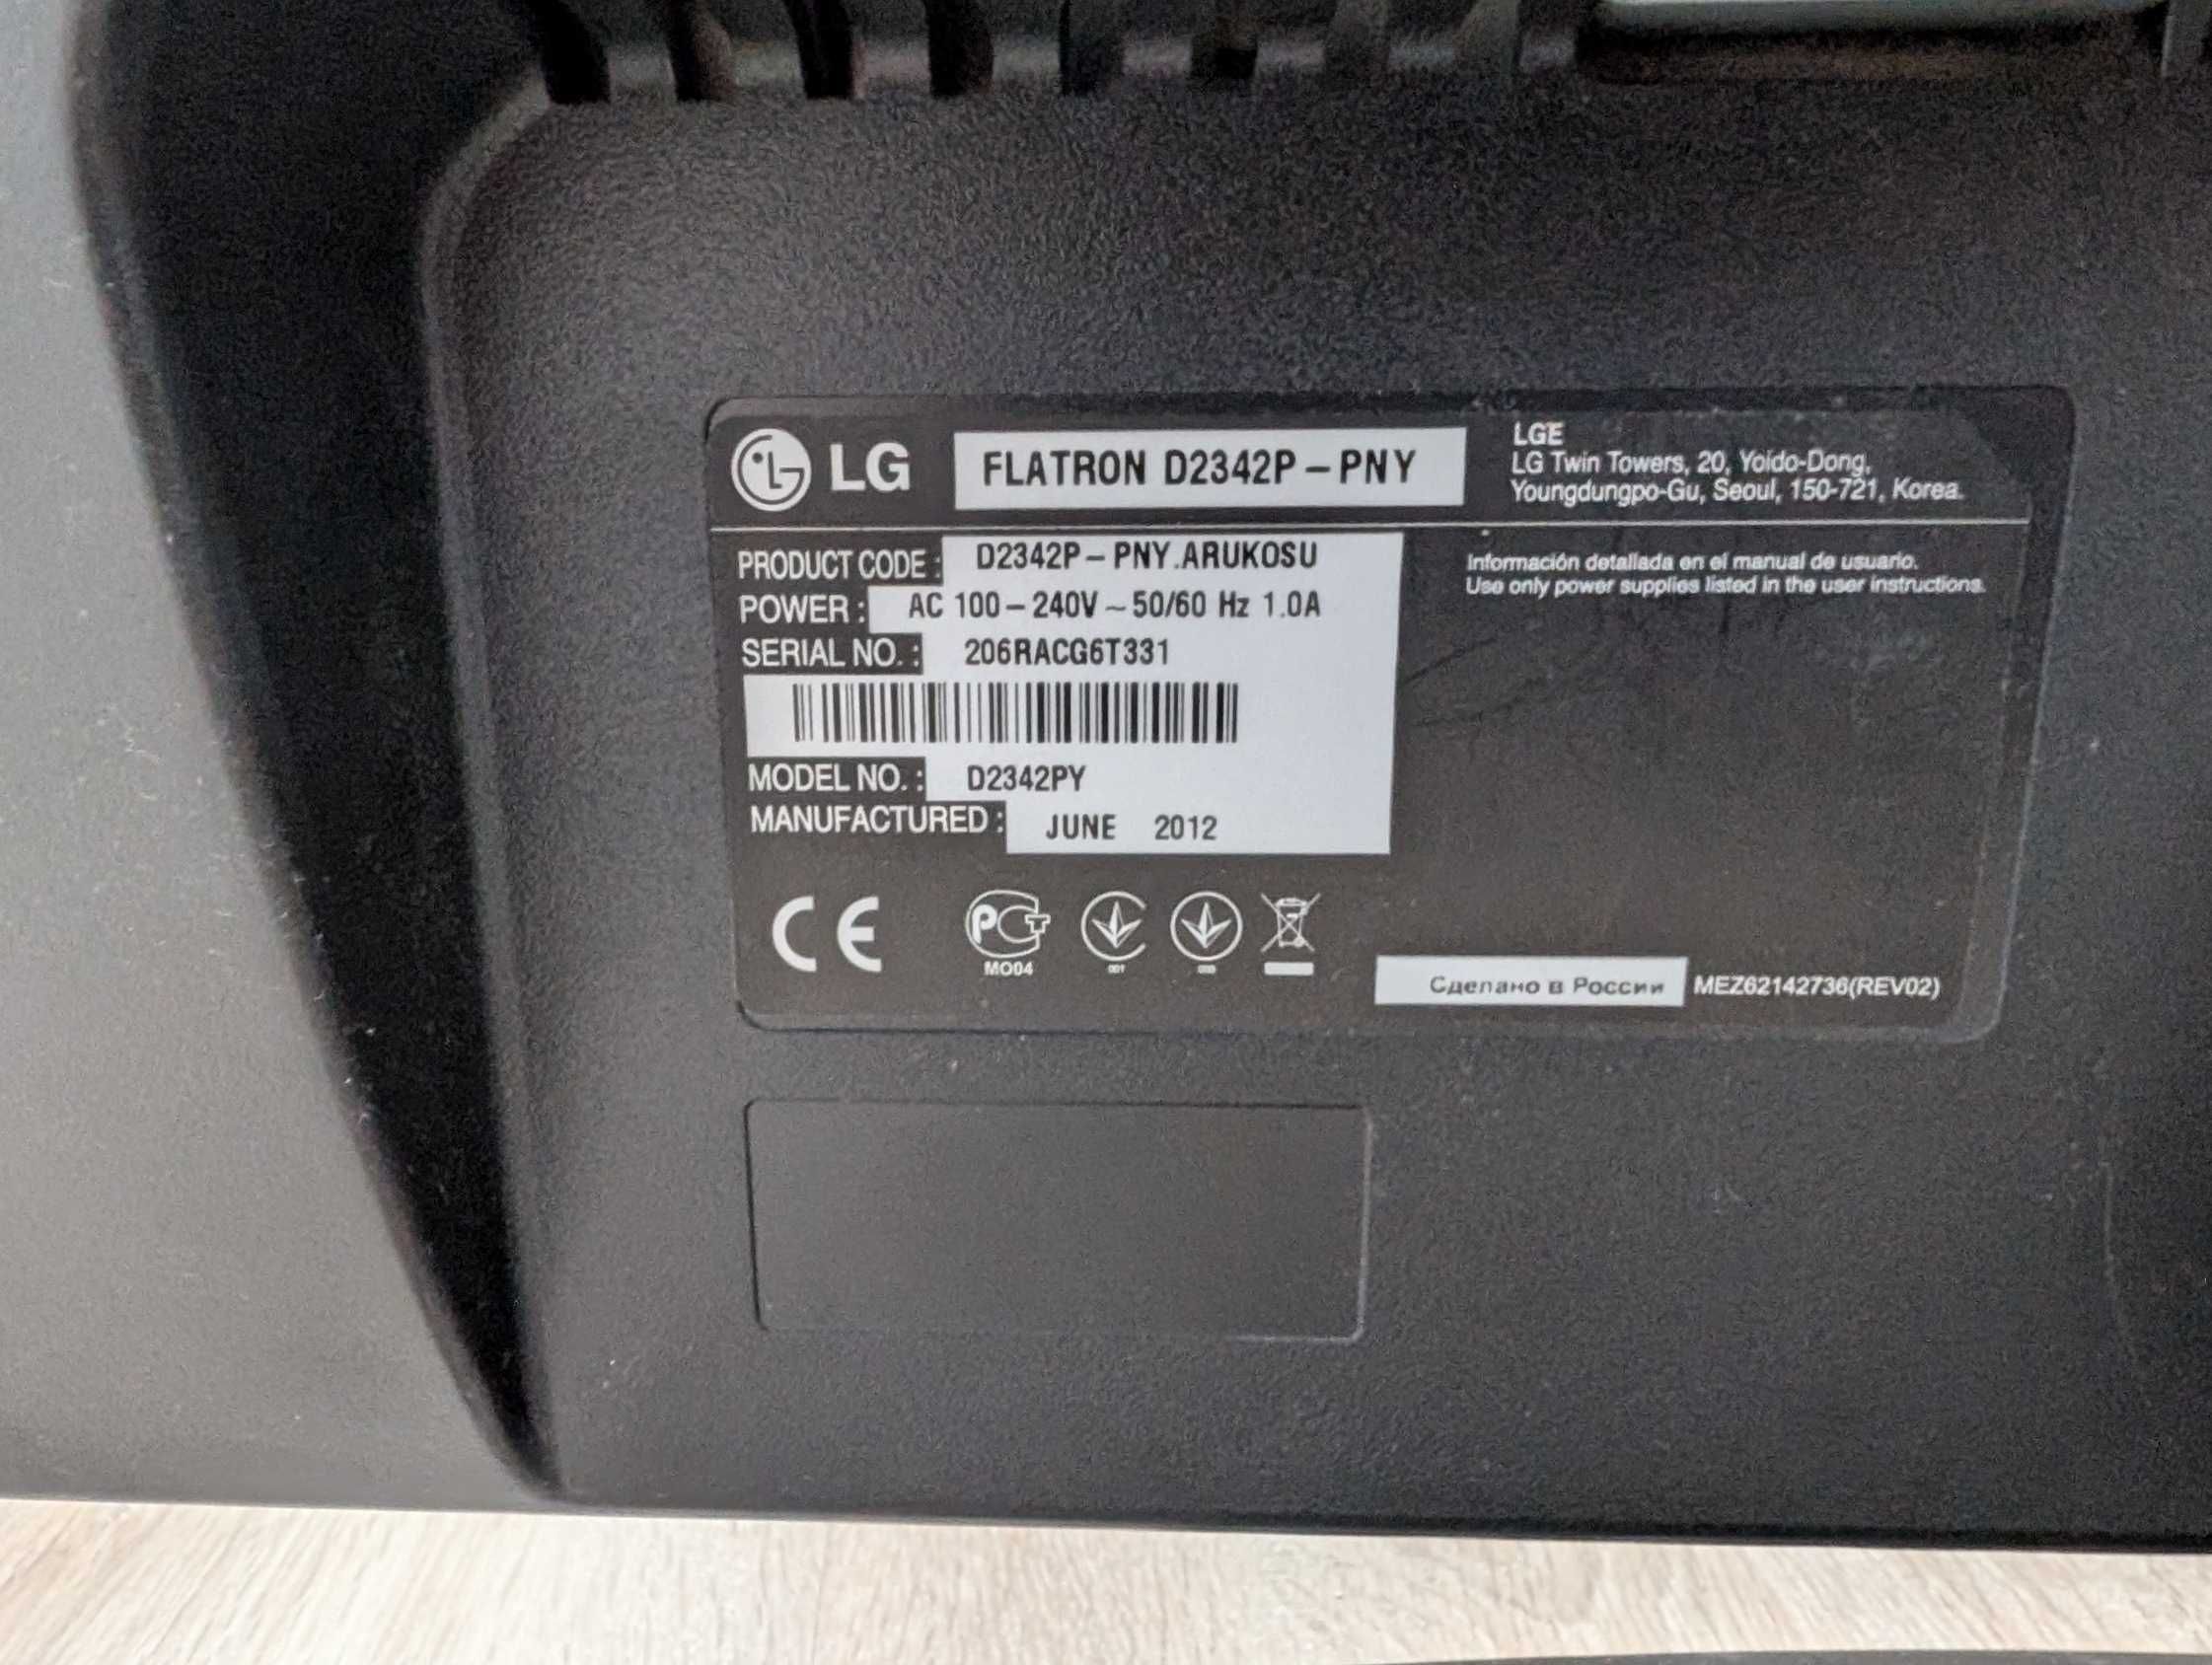 LG FLATRON D2342P-PNY
LGE
LG Twin Towers, 20, Yoido-Dong,
Youngdungpo-Gu, Seoul, 150-721, Korea.
PRODUCT CODE : D2342P-PNY.ARUKOSU
POWER : AC 100-240V~50/60 Hz 1.0A
SERIAL NO. : 206RACG6T331
MODEL NO. : D2342PY
MANUFACTURED : JUNE 2012
Información detallada en el manual de usuario.
Use only power supplies listed in the user instructions.
CE
РСТ
MO04
001
Сделано в России MEZ62142736(REV02)